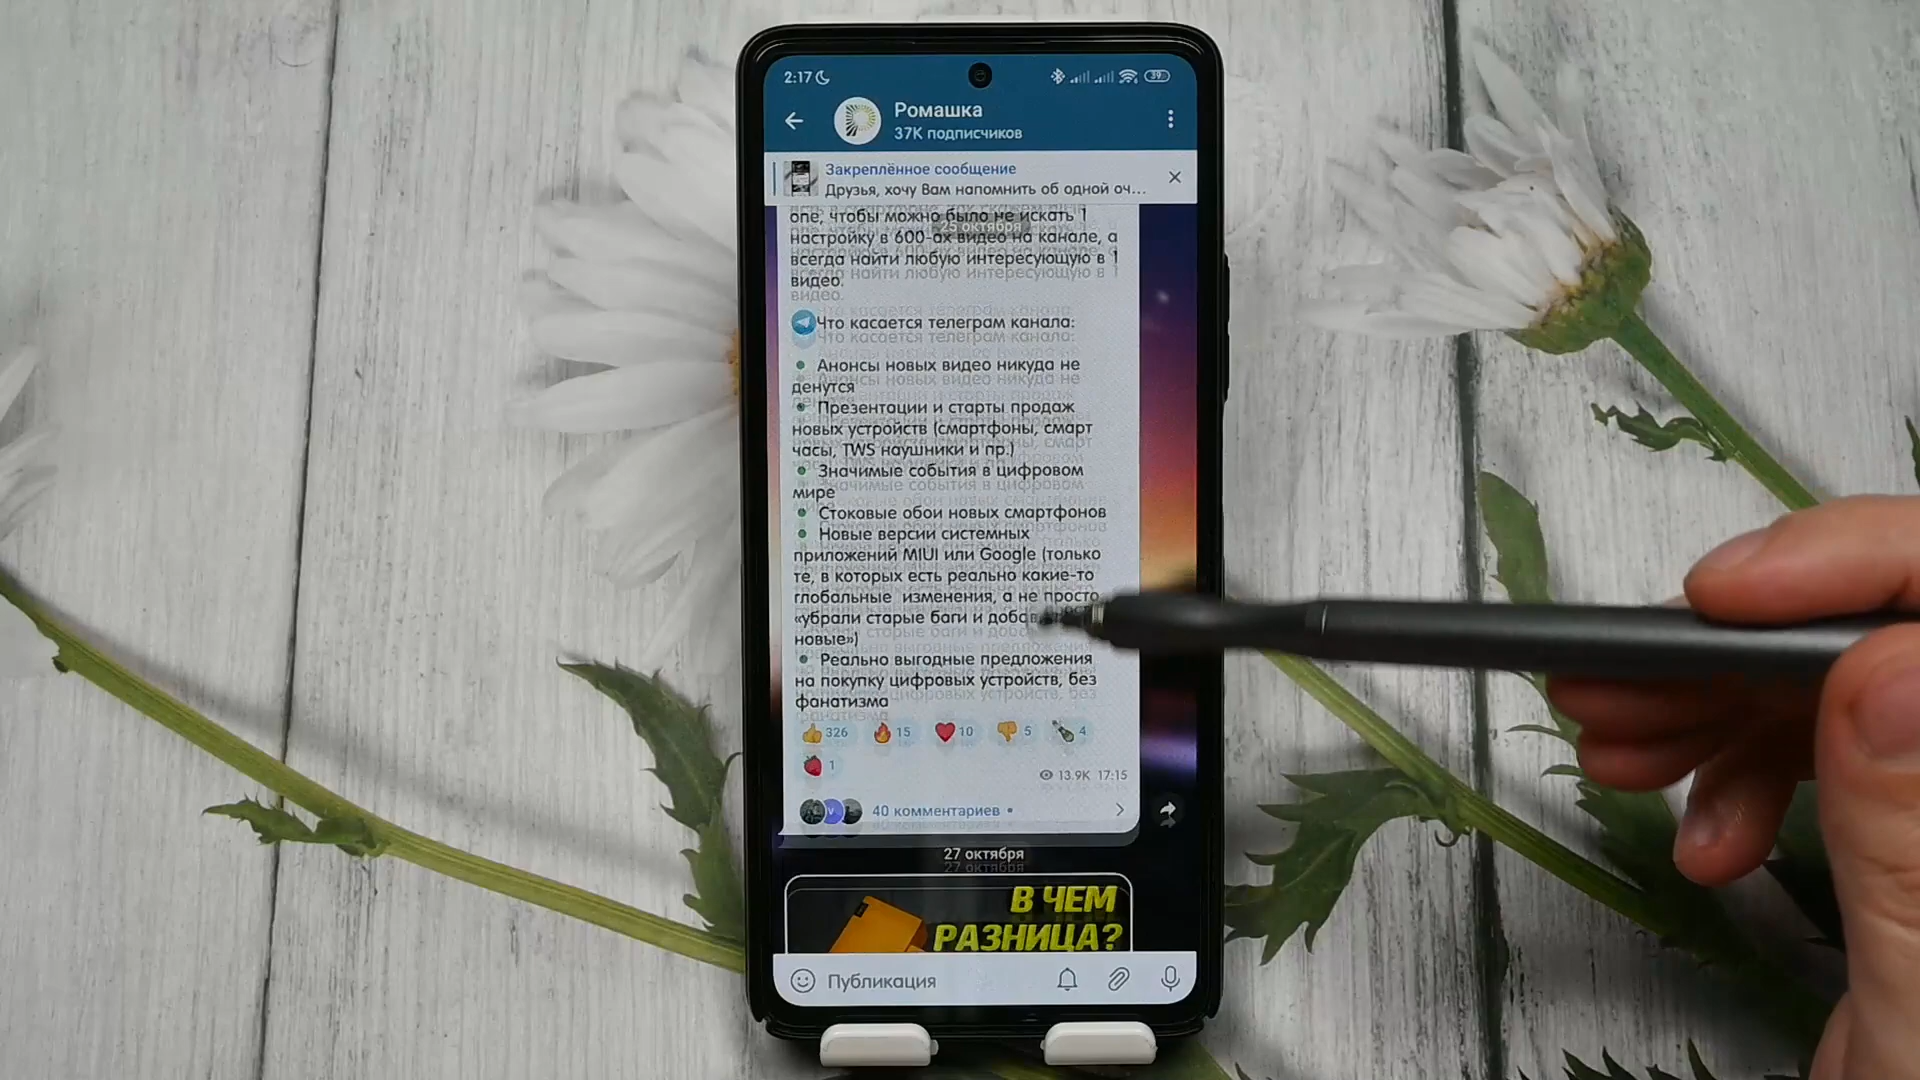 2:17
39
Ромашка
37К подписчиков
Закреплённое сообщение
Друзья, хочу Вам напомнить об одной оч...
оле, чтобы можно было не искать 1
25 октября
настройку в 600-ах видео на канале, а
всегда найти любую интересующую в 1
видео.
Что касается телеграм канала:
• Анонсы новых видео никуда не
денутся
• Презентации и старты продаж
новых устройств (смартфоны, смарт
часы, TWS наушники и пр.)
• Значимые события в цифровом
мире
• Стоковые обои новых смартфонов
• Новые версии системных
приложений MIUI или Google (только
те, в которых есть реально какие-то
глобальные изменения, а не просто
«убрали старые баги и
новые»)
• Реально выгодные предложения
на покупку цифровых устройств, без
фанатизма
326 15 10 5 4
1
13.9K 17:15
40 комментариев •
27 октября
В ЧЕМ
РАЗНИЦА?
Публикация